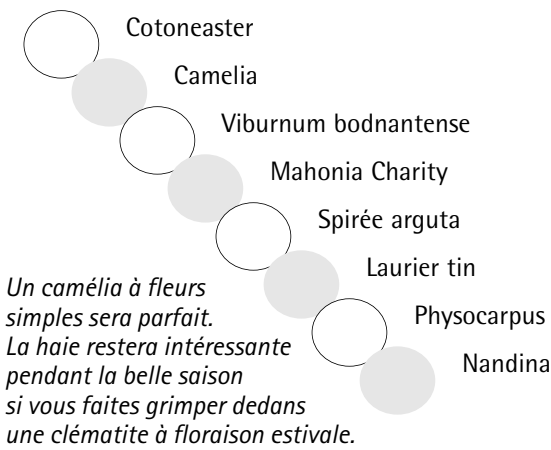 Cotoneaster
Camelia
Viburnum bodnantense
Mahonia Charity
Spirée arguta
Laurier tin
Physocarpus
Nandina
Un camélia à fleurs
simples sera parfait.
La haie restera intéressante
pendant la belle saison
si vous faites grimper dedans
une clématite à floraison estivale.